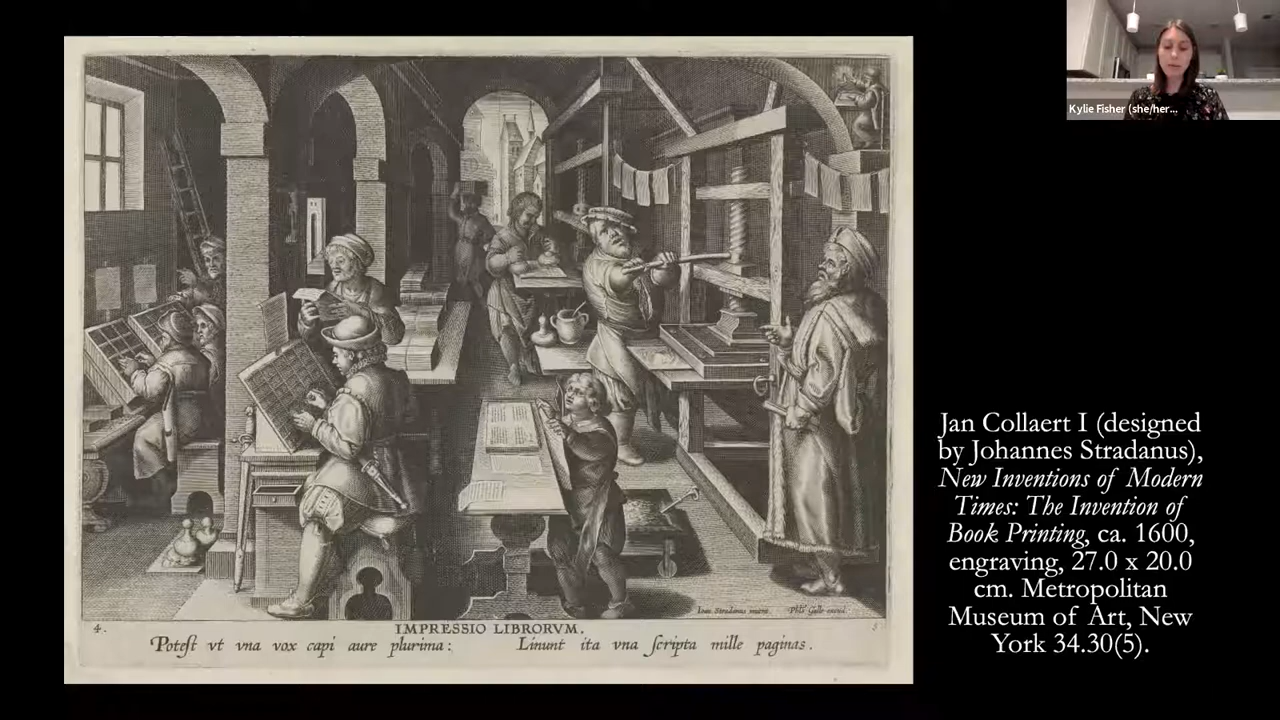 Kylie Fisher (she/her...
Ioan. Stradanus invent. Phls Galle excud.
4.
IMPRESSIO LIBRORVM.
5
Potest vt vna vox capi aure plurima:
Linunt ita vna scripta mille paginas.
Jan Collaert I (designed
by Johannes Stradanus),
New Inventions of Modern
Times: The Invention of
Book Printing, ca. 1600,
engraving, 27.0 x 20.0
cm. Metropolitan
Museum of Art, New
York 34.30(5).